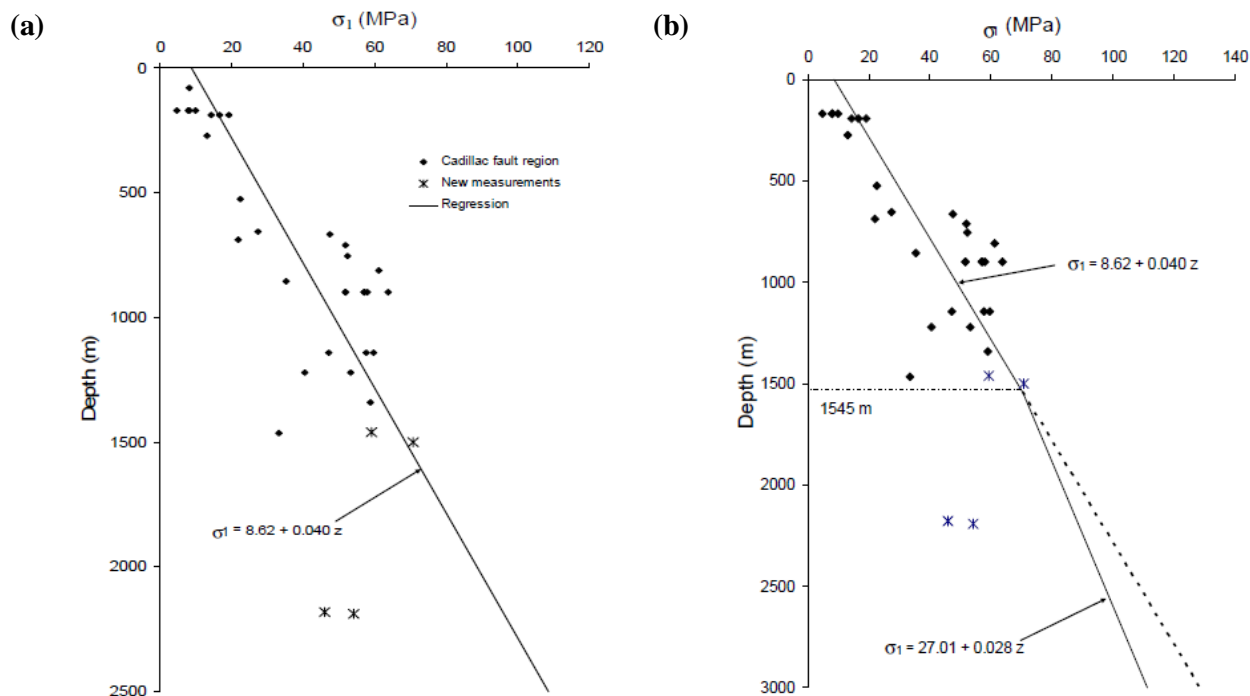 (a)
σ1 (MPa)
0 20 40 60 80 100 120
0
500
1000
1500
2000
2500
Depth (m)
Cadillac fault region
New measurements
Regression
σ1 = 8.62 + 0.040 z
(b)
σ1 (MPa)
0 20 40 60 80 100 120 140
0
500
1000
1500
2000
2500
3000
Depth (m)
σ1 = 8.62 + 0.040 z
1545 m
σ1 = 27.01 + 0.028 z